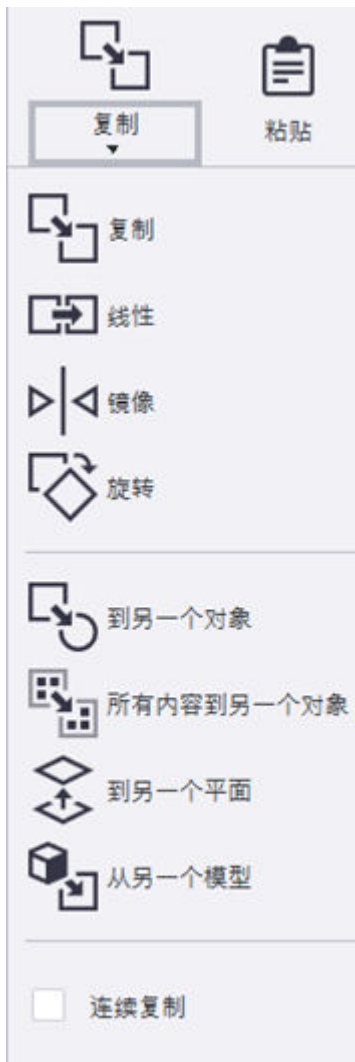 复制
粘贴
复制
线性
镜像
旋转
到另一个对象
所有内容到另一个对象
到另一个平面
从另一个模型
连续复制